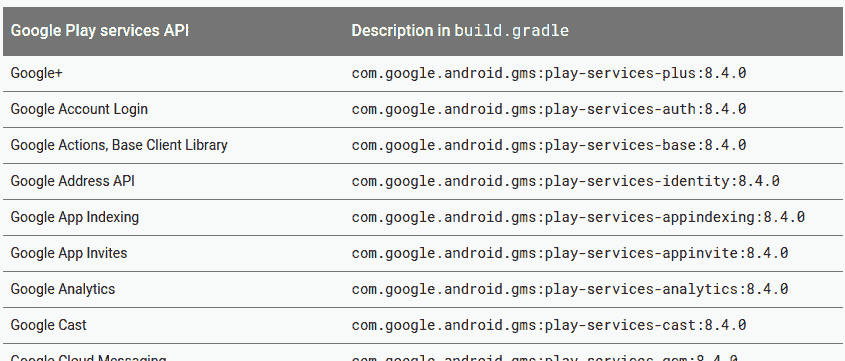 Google Play services API Description in build.gradle
Google+ com.google.android.gms:play-services-plus:8.4.0
Google Account Login com.google.android.gms:play-services-auth:8.4.0
Google Actions, Base Client Library com.google.android.gms:play-services-base:8.4.0
Google Address API com.google.android.gms:play-services-identity:8.4.0
Google App Indexing com.google.android.gms:play-services-appindexing:8.4.0
Google App Invites com.google.android.gms:play-services-appinvite:8.4.0
Google Analytics com.google.android.gms:play-services-analytics:8.4.0
Google Cast com.google.android.gms:play-services-cast:8.4.0
Google Cloud Messaging com.google.android.gms:play-services-gcm:8.4.0